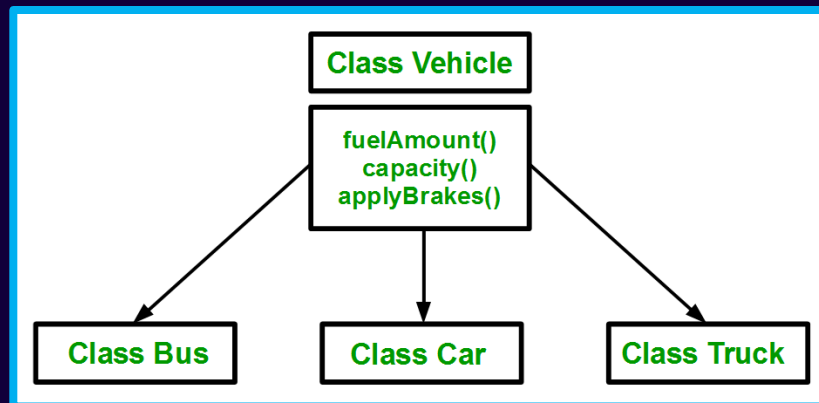 Class Vehicle
fuelAmount()
capacity()
applyBrakes()
Class Bus
Class Car
Class Truck